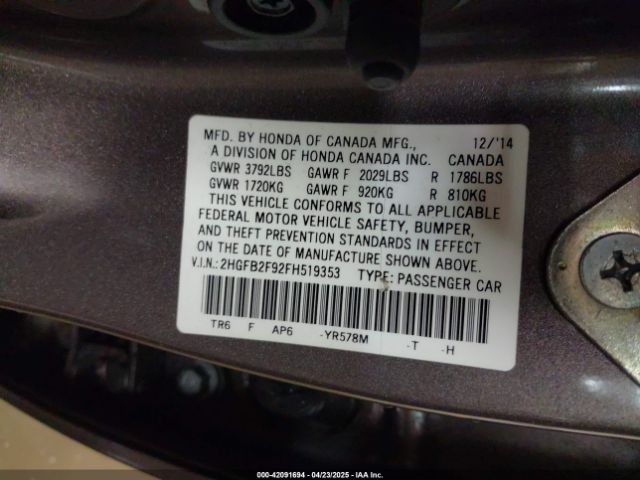 MFD. BY HONDA OF CANADA MFG., 12/'14
A DIVISION OF HONDA CANADA INC. CANADA
GVWR 3792LBS GAWR F 2029LBS R 1786LBS
GVWR 1720KG GAWR F 920KG R 810KG
THIS VEHICLE CONFORMS TO ALL APPLICABLE
FEDERAL MOTOR VEHICLE SAFETY, BUMPER,
AND THEFT PREVENTION STANDARDS IN EFFECT
ON THE DATE OF MANUFACTURE SHOWN ABOVE.
V.I.N.: 2HGFB2F92FH519353 TYPE: PASSENGER CAR
TR6 F AP6 -YR578M -T -H
000-42091694 - 04/23/2025 - IAA Inc.